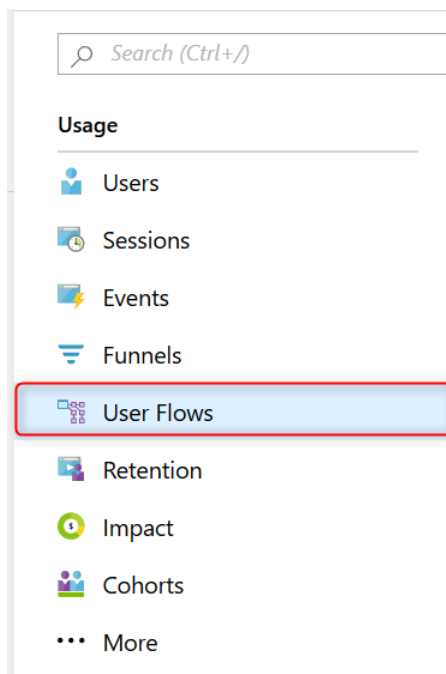 Search (Ctrl+/)
Usage
Users
Sessions
Events
Funnels
User Flows
Retention
Impact
Cohorts
More